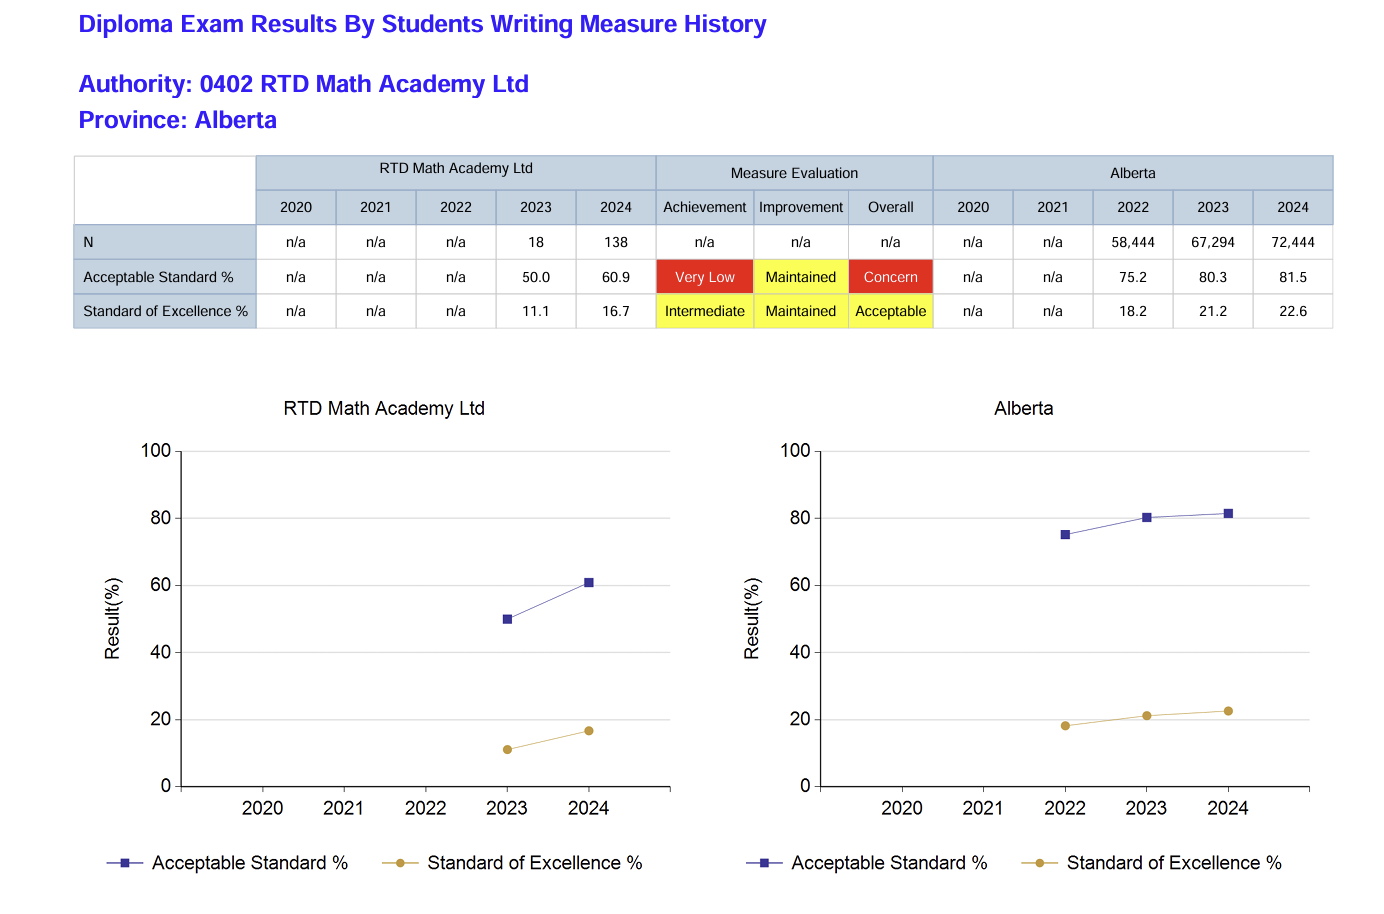 Diploma Exam Results By Students Writing Measure History
Authority: 0402 RTD Math Academy Ltd
Province: Alberta
RTD Math Academy Ltd Measure Evaluation Alberta
2020 2021 2022 2023 2024 Achievement Improvement Overall 2020 2021 2022 2023 2024
N n/a n/a n/a 18 138 n/a n/a n/a n/a n/a 58,444 67,294 72,444
Acceptable Standard % n/a n/a n/a 50.0 60.9 Very Low Maintained Concern n/a n/a 75.2 80.3 81.5
Standard of Excellence % n/a n/a n/a 11.1 16.7 Intermediate Maintained Acceptable n/a n/a 18.2 21.2 22.6
RTD Math Academy Ltd
100
80
60
40
20
0
Result(%)
2020 2021 2022 2023 2024
Acceptable Standard % Standard of Excellence %
Alberta
100
80
60
40
20
0
Result(%)
2020 2021 2022 2023 2024
Acceptable Standard % Standard of Excellence %